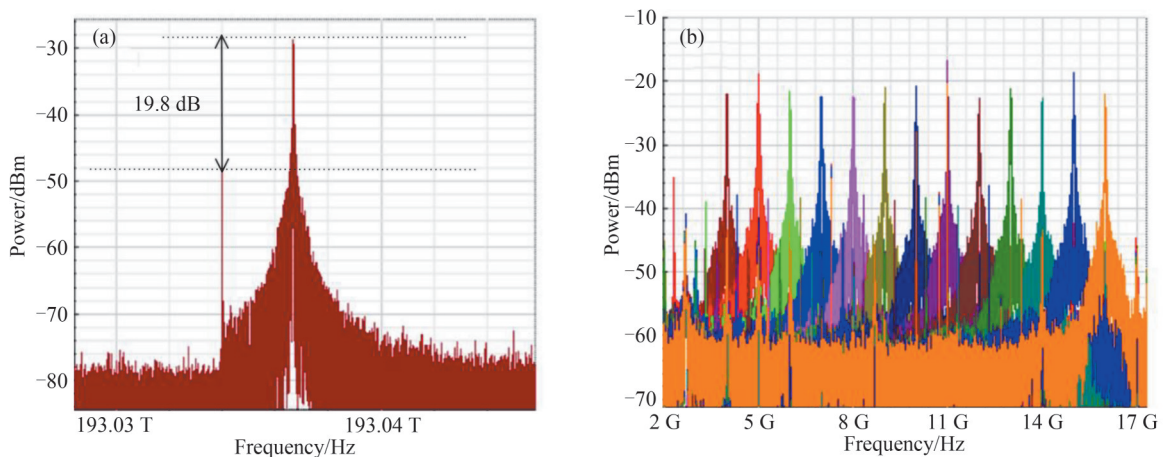 (a)
−30
−40
−50
−60
−70
−80
Power/dBm
19.8 dB
193.03 T
193.04 T
Frequency/Hz
(b)
−10
−20
−30
−40
−50
−60
−70
Power/dBm
2 G
5 G
8 G
11 G
14 G
17 G
Frequency/Hz